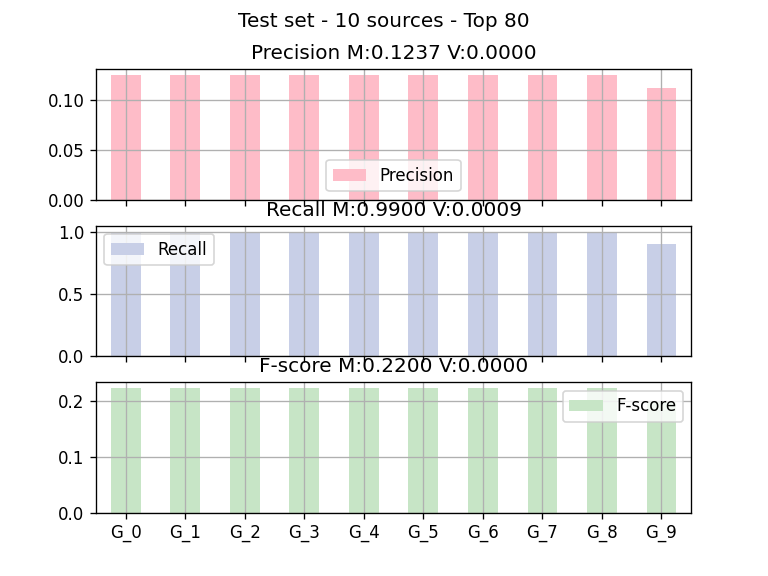 Test set - 10 sources - Top 80
Precision M:0.1237 V:0.0000
0.10
0.05
0.00
Precision
Recall M:0.9900 V:0.0009
1.0
0.5
0.0
Recall
F-score M:0.2200 V:0.0000
0.2
0.1
0.0
F-score
G_0 G_1 G_2 G_3 G_4 G_5 G_6 G_7 G_8 G_9